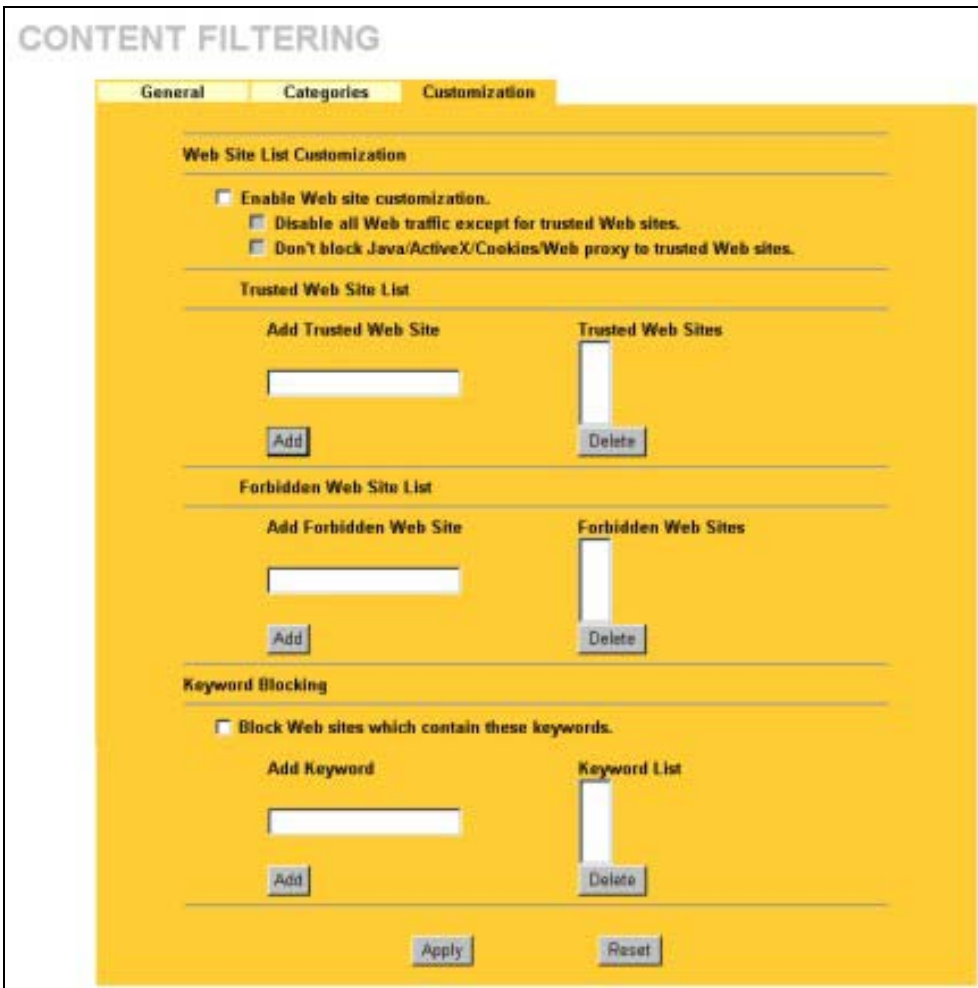 CONTENT FILTERING
General Categories Customization
Web Site List Customization
Enable Web site customization.
Disable all Web traffic except for trusted Web sites.
Don't block Java/ActiveX/Cookies/Web proxy to trusted Web sites.
Trusted Web Site List
Add Trusted Web Site Trusted Web Sites
Add Delete
Forbidden Web Site List
Add Forbidden Web Site Forbidden Web Sites
Add Delete
Keyword Blocking
Block Web sites which contain these keywords.
Add Keyword Keyword List
Add Delete
Apply Reset